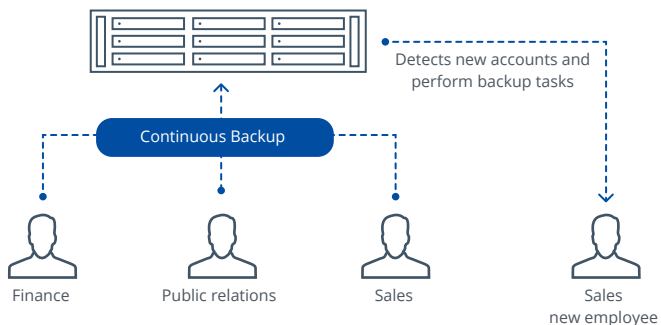 Detects new accounts and
perform backup tasks
Continuous Backup
Finance
Public relations
Sales
Sales
new employee